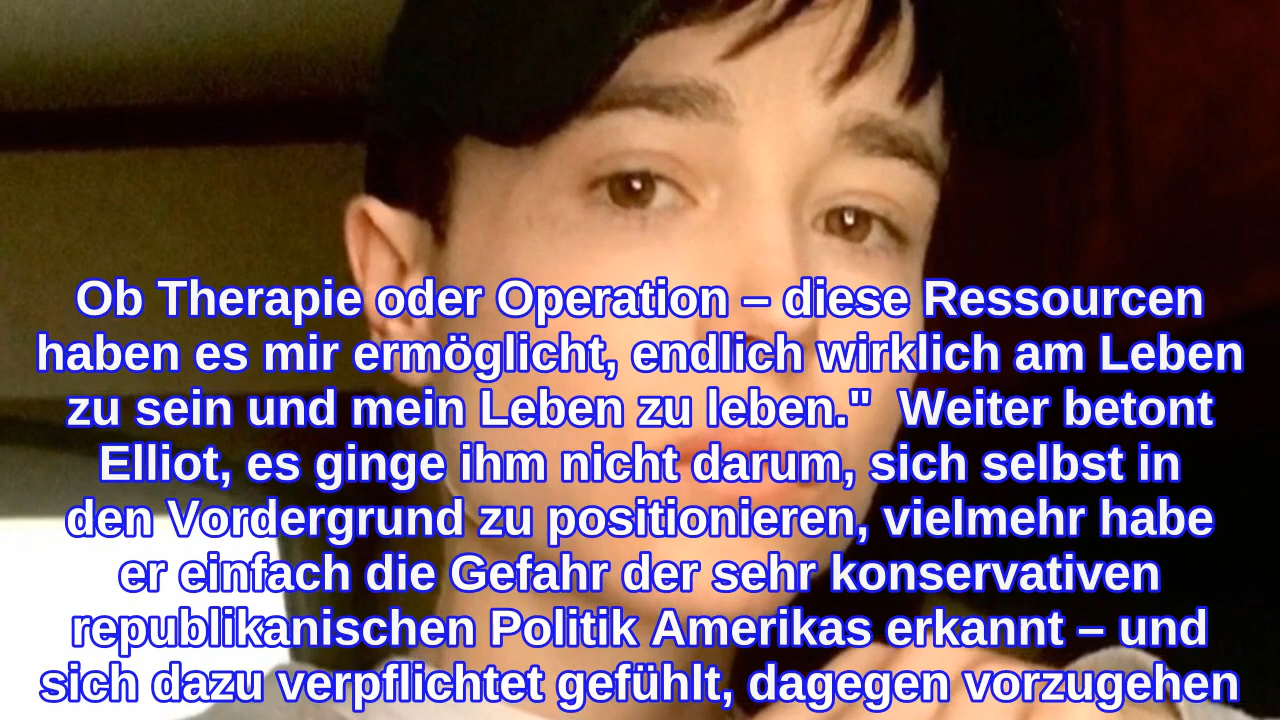 Ob Therapie oder Operation – diese Ressourcen
haben es mir ermöglicht, endlich wirklich am Leben
zu sein und mein Leben zu leben."  Weiter betont
Elliot, es ginge ihm nicht darum, sich selbst in
den Vordergrund zu positionieren, vielmehr habe
er einfach die Gefahr der sehr konservativen
republikanischen Politik Amerikas erkannt – und
sich dazu verpflichtet gefühlt, dagegen vorzugehen